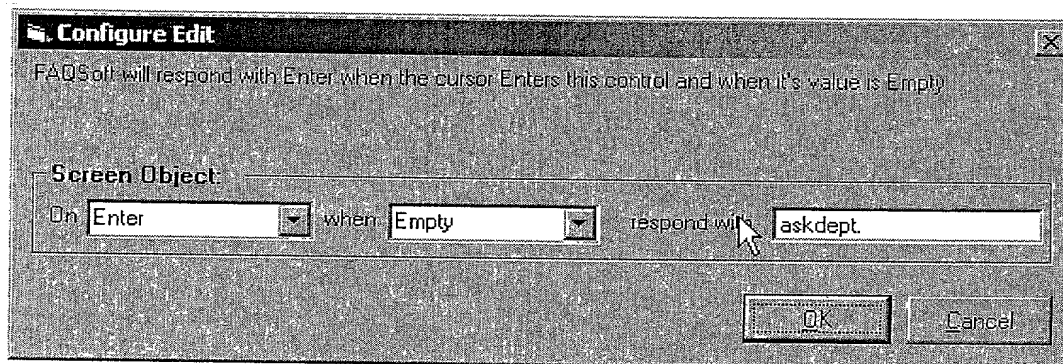 Configure Edit
FAQSoft will respond with Enter when the cursor Enters this control and when it's value is Empty
Screen Object:
On Enter when Empty respond with askdept.
OK Cancel